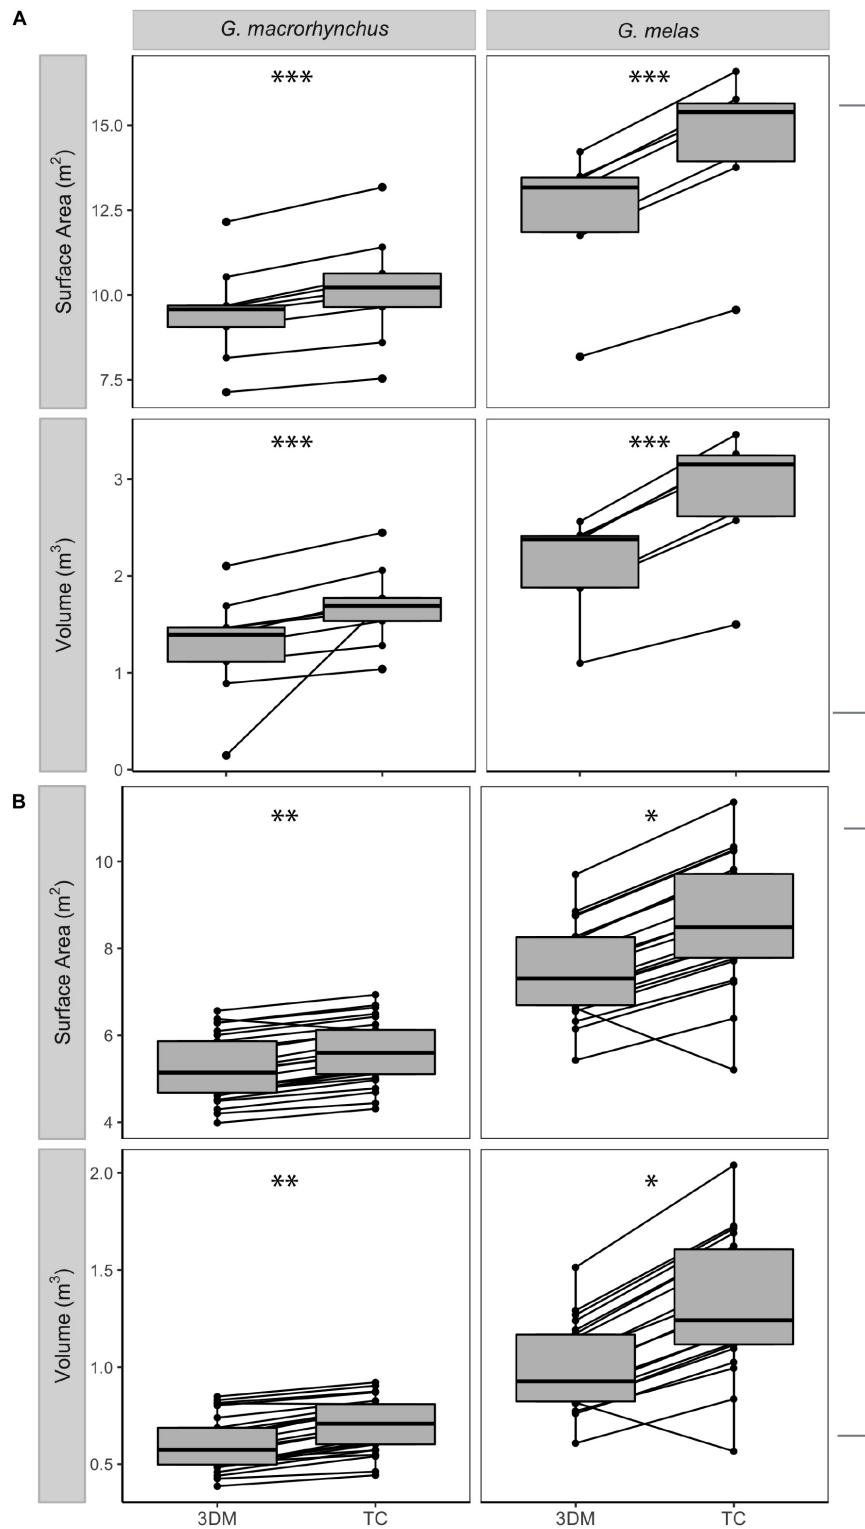 A
G. macrorhynchus
G. melas
Surface Area (m²)
***
***
15.0
12.5
10.0
7.5
Volume (m³)
***
***
3
2
1
0
B
Surface Area (m²)
**
*
10
8
6
4
Volume (m³)
**
*
2.0
1.5
1.0
0.5
3DM
TC
3DM
TC